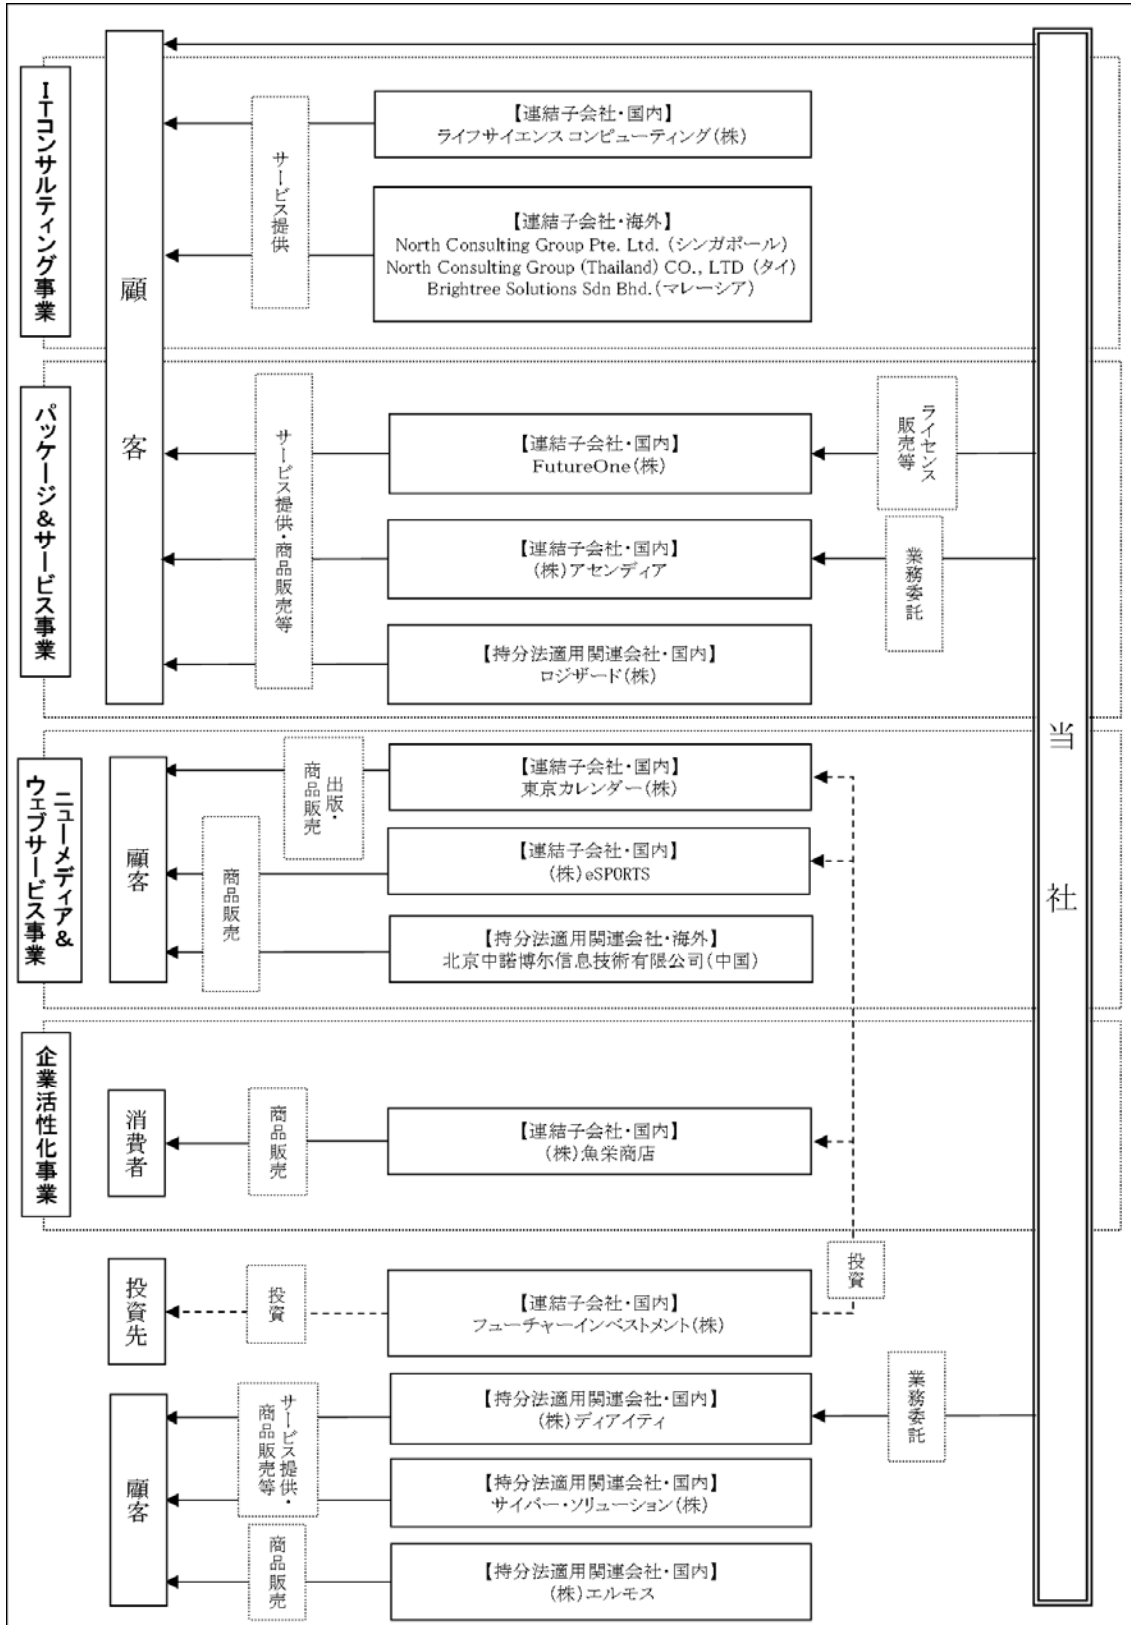 ITコンサルティング事業
顧客
サービス提供
【連結子会社・国内】
ライフサイエンス コンピューティング(株)
【連結子会社・海外】
North Consulting Group Pte. Ltd. (シンガポール)
North Consulting Group (Thailand) CO., LTD (タイ)
Brightree Solutions Sdn Bhd. (マレーシア)
当社
パッケージ&サービス事業
サービス提供・商品販売等
【連結子会社・国内】
FutureOne(株)
ライセンス
販売等
【連結子会社・国内】
(株)アセンディア
業務委託
【持分法適用関連会社・国内】
ロジザード(株)
ニューメディア&
ウェブサービス事業
顧客
出版・
商品販売
【連結子会社・国内】
東京カレンダー(株)
商品販売
【連結子会社・国内】
(株)eSPORTS
【持分法適用関連会社・海外】
北京中諾博尓信息技術有限公司(中国)
企業活性化事業
消費者
商品販売
【連結子会社・国内】
(株)魚栄商店
投資先
投資
【連結子会社・国内】
フューチャーインベストメント(株)
投資
顧客
サービス提供・
商品販売等
【持分法適用関連会社・国内】
(株)ディアイティ
業務委託
【持分法適用関連会社・国内】
サイバー・ソリューション(株)
商品販売
【持分法適用関連会社・国内】
(株)エルモス